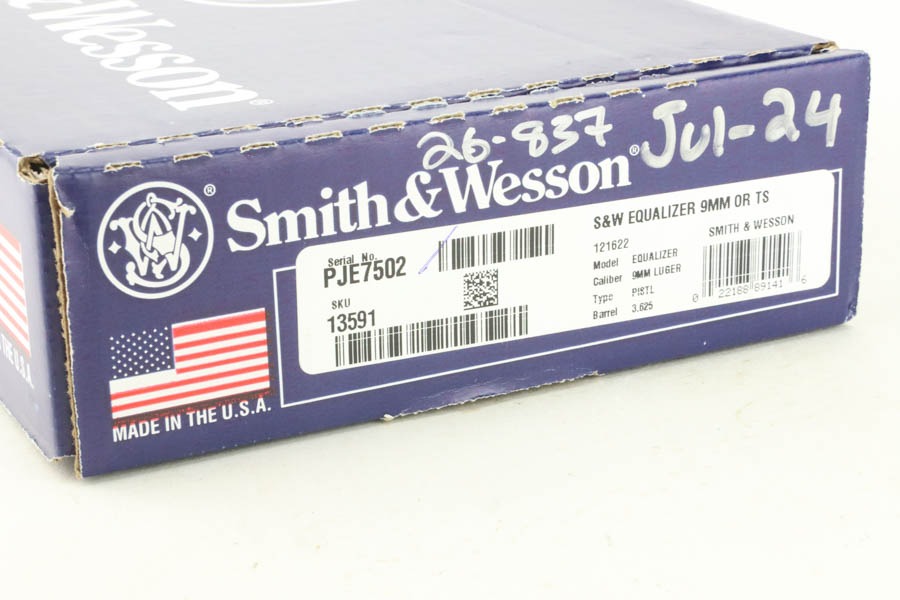 & Wesson®
26-837 Jul-24
Smith & Wesson®
®
Serial No.
PJE7502
SKU
13591
S&W EQUALIZER 9MM OR TS
121622
Model EQUALIZER
Caliber 9MM LUGER
Type PISTL
Barrel 3.625
SMITH & WESSON
0 22188 89141 6
MADE IN THE U.S.A.
U.S.A.